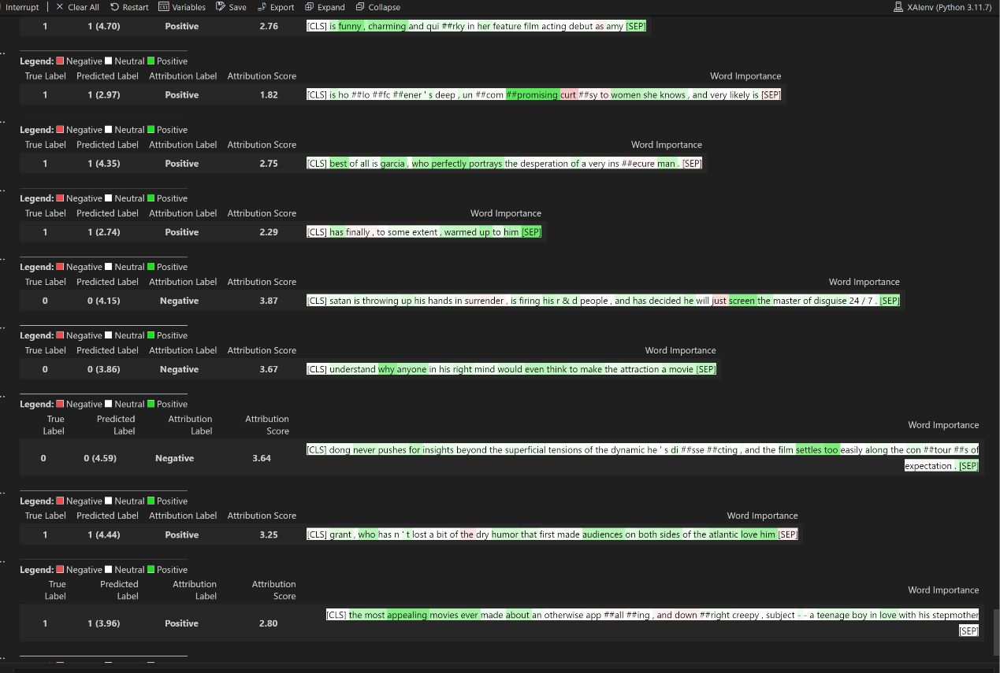 Interrupt Clear All Restart Variables Save Export Expand Collapse XAIenv (Python 3.11.7)
1 1 (4.70) Positive 2.76 [CLS] is funny , charming and qui ##rky in her feature film acting debut as amy [SEP]
Legend: Negative Neutral Positive
True Label Predicted Label Attribution Label Attribution Score Word Importance
1 1 (2.97) Positive 1.82 [CLS] is ho ##lo ##fc ##ener ' s deep , un ##com ##promising curt ##sy to women she knows , and very likely is [SEP]
Legend: Negative Neutral Positive
True Label Predicted Label Attribution Label Attribution Score Word Importance
1 1 (4.35) Positive 2.75 [CLS] best of all is garcia , who perfectly portrays the desperation of a very ins ##ecure man . [SEP]
Legend: Negative Neutral Positive
True Label Predicted Label Attribution Label Attribution Score Word Importance
1 1 (2.74) Positive 2.29 [CLS] has finally , to some extent , warmed up to him [SEP]
Legend: Negative Neutral Positive
True Label Predicted Label Attribution Label Attribution Score Word Importance
0 0 (4.15) Negative 3.87 [CLS] satan is throwing up his hands in surrender , is firing his r & d people , and has decided he will just screen the master of disguise 24 / 7 . [SEP]
Legend: Negative Neutral Positive
True Label Predicted Label Attribution Label Attribution Score Word Importance
0 0 (3.86) Negative 3.67 [CLS] understand why anyone in his right mind would even think to make the attraction a movie [SEP]
Legend: Negative Neutral Positive
True Predicted Attribution Attribution Word Importance
Label Label Label Score
0 0 (4.59) Negative 3.64 [CLS] dong never pushes for insights beyond the superficial tensions of the dynamic he ' s di ##sse ##cting , and the film settles too easily along the con ##tour ##s of
expectation . [SEP]
Legend: Negative Neutral Positive
True Label Predicted Label Attribution Label Attribution Score Word Importance
1 1 (4.44) Positive 3.25 [CLS] grant , who has n ' t lost a bit of the dry humor that first made audiences on both sides of the atlantic love him [SEP]
Legend: Negative Neutral Positive
True Predicted Attribution Attribution Word Importance
Label Label Label Score
1 1 (3.96) Positive 2.80 [CLS] the most appealing movies ever made about an otherwise app ##all ##ing , and down ##right creepy , subject - - a teenage boy in love with his stepmother
[SEP]